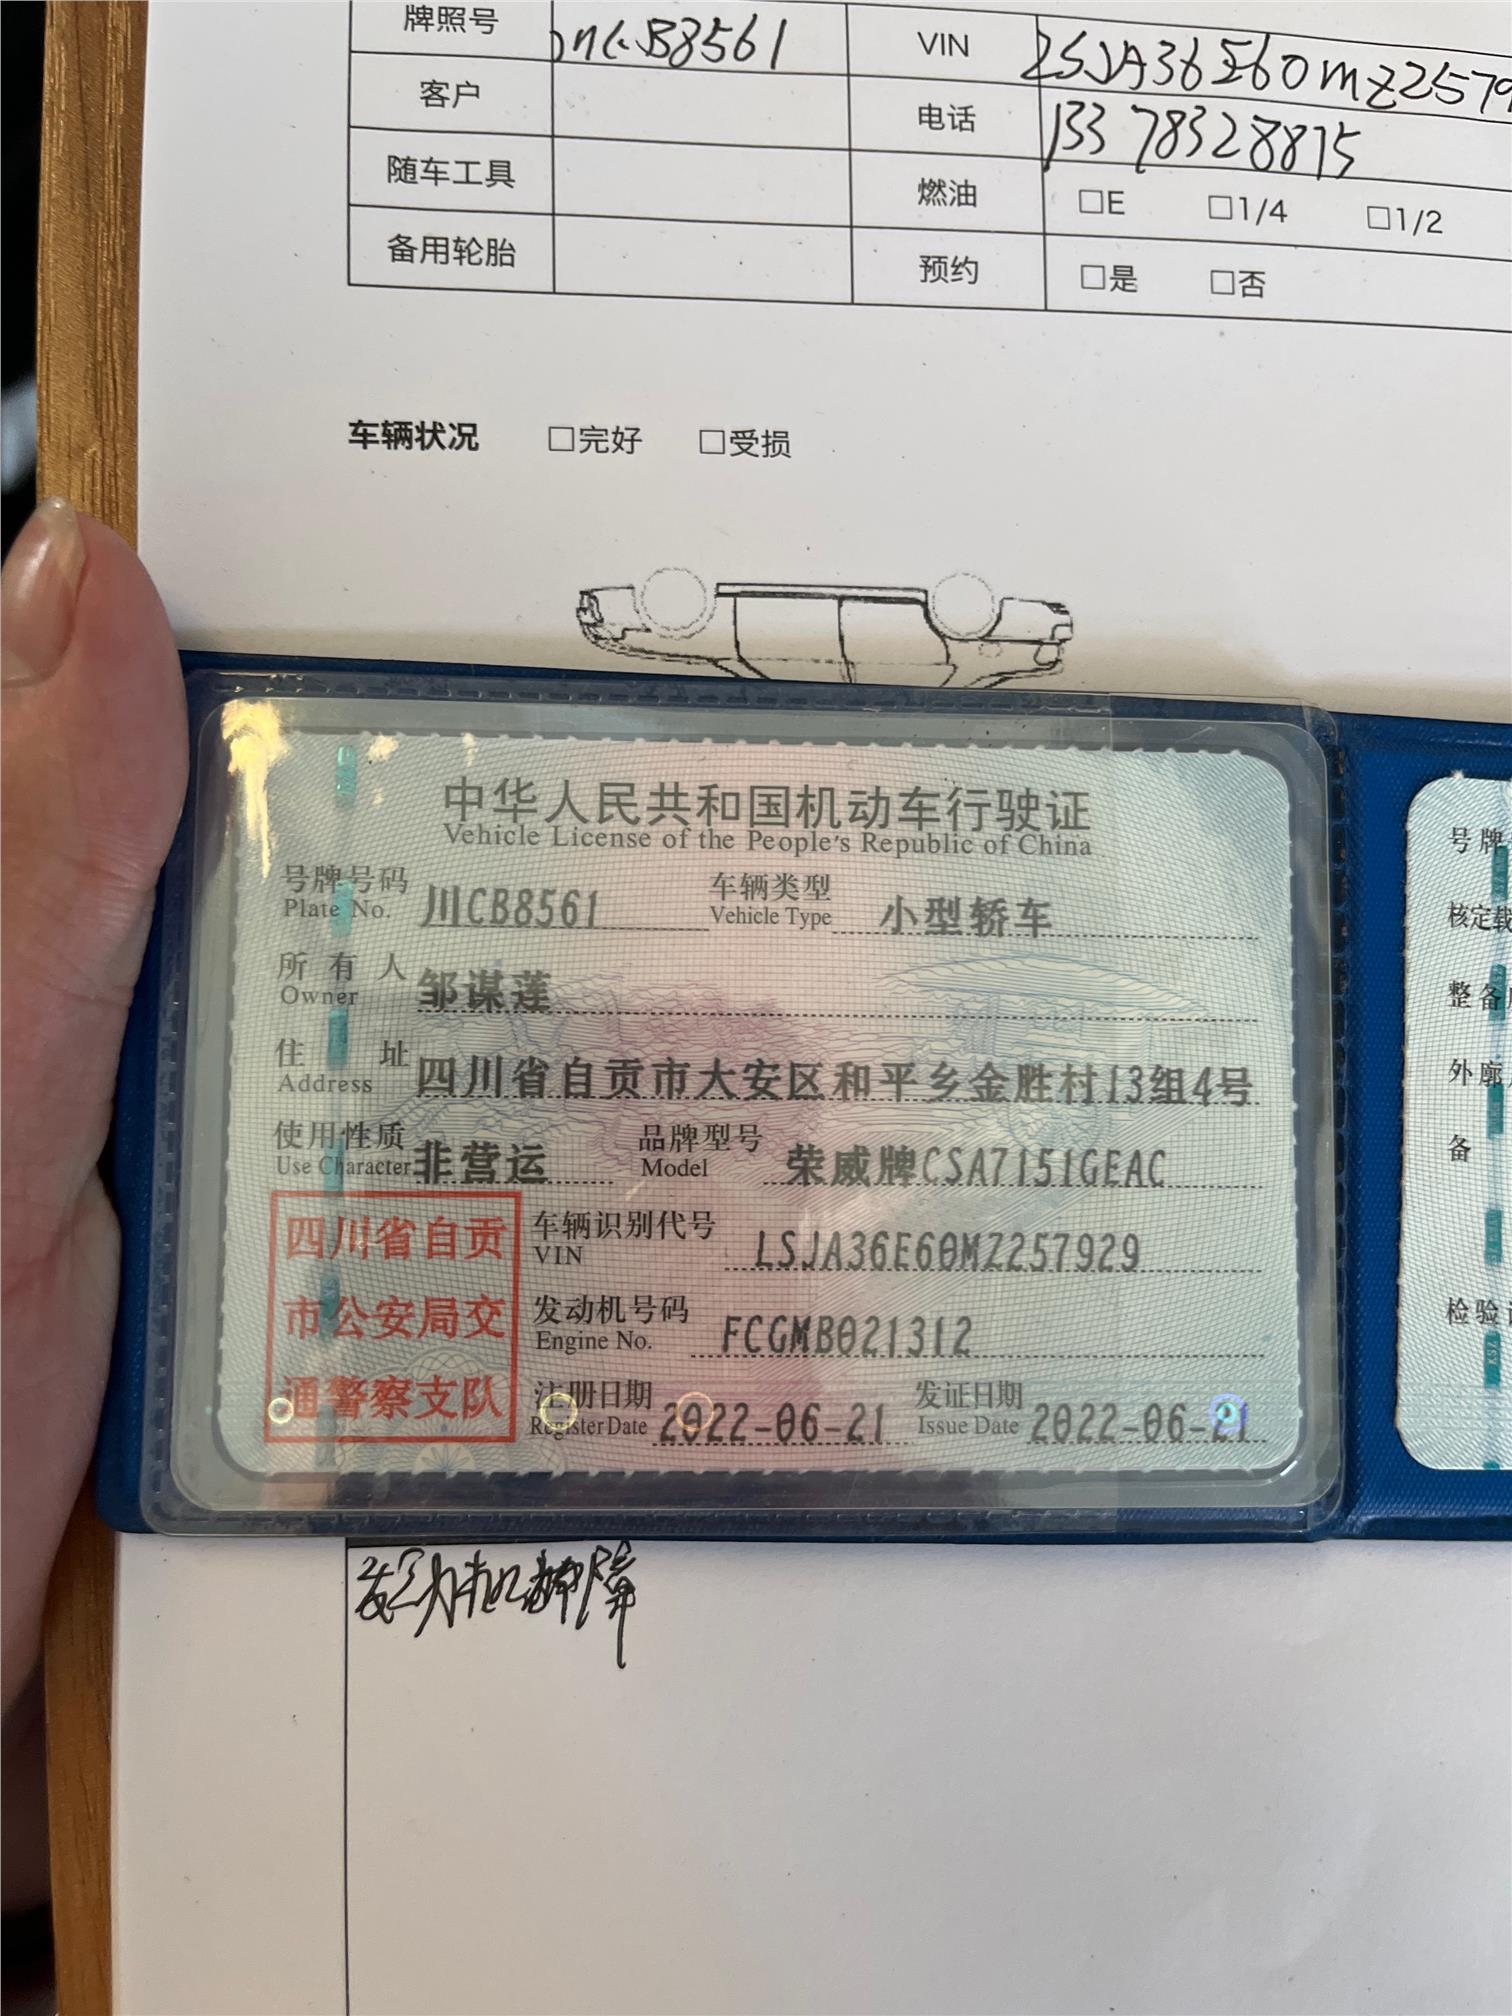 牌照号 川CB8561 VIN LSJA36E60MZ2579
客户 电话 13378328815
随车工具 燃油 □E □1/4 □1/2
备用轮胎 预约 □是 □否
车辆状况 □完好 □受损
中华人民共和国机动车行驶证
Vehicle License of the People's Republic of China
号牌号码 川CB8561 车辆类型 小型轿车
Plate No. Vehicle Type
所有人 邹谋莲
Owner
住址 四川省自贡市大安区和平乡金胜村13组4号
Address
使用性质 非营运 品牌型号 荣威牌CSA7151GEAC
Use Character Model
四川省自贡
市公安局交
通警察支队
车辆识别代号 LSJA36E60MZ257929
VIN
发动机号码 FCGMB021312
Engine No.
注册日期 2022-06-21 发证日期 2022-06-21
Register Date Issue Date
号牌
核定载
整备
外廓
备
检验
发动机故障